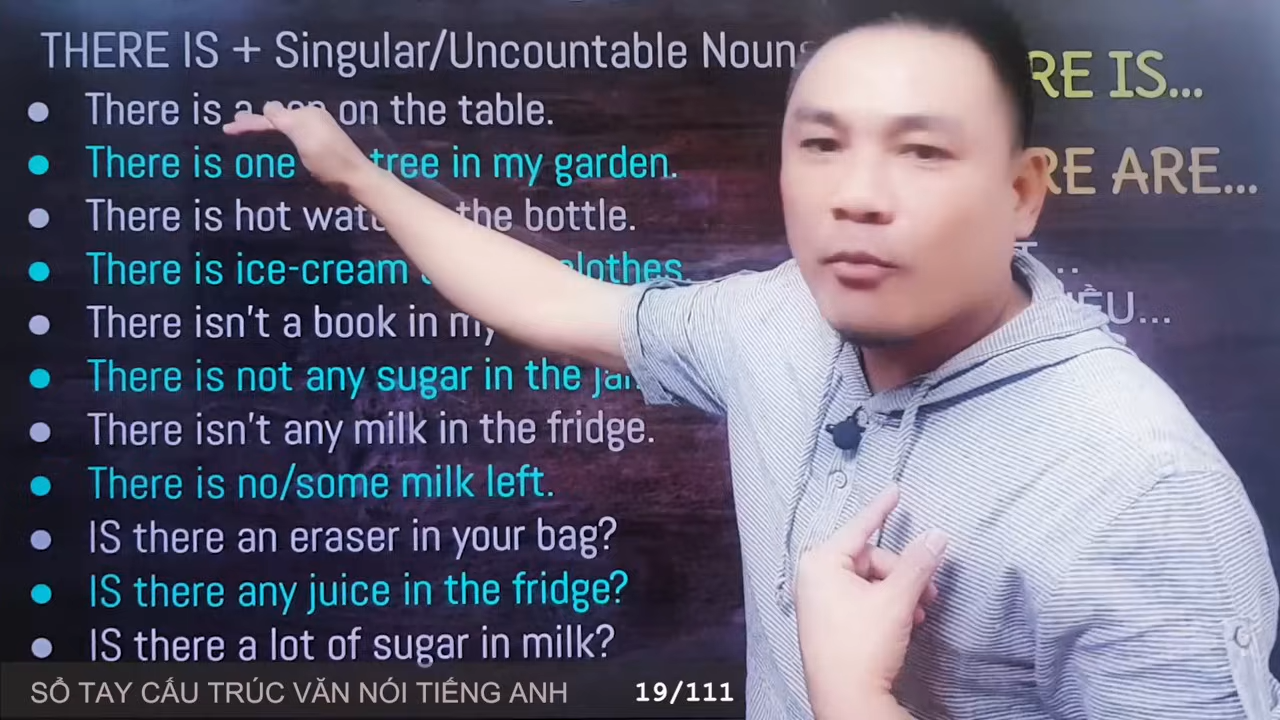 THERE IS + Singular/Uncountable Noun
There is a on the table.
There is one tree in my garden.
There is hot the bottle.
There is ice-cream clothes.
There isn't a book in my
There is not any sugar in the jar.
There isn't any milk in the fridge.
There is no/some milk left.
IS there an eraser in your bag?
IS there any juice in the fridge?
IS there a lot of sugar in milk?
RE IS...
RE ARE...
SỔ TAY CẤU TRÚC VĂN NÓI TIẾNG ANH 19/111